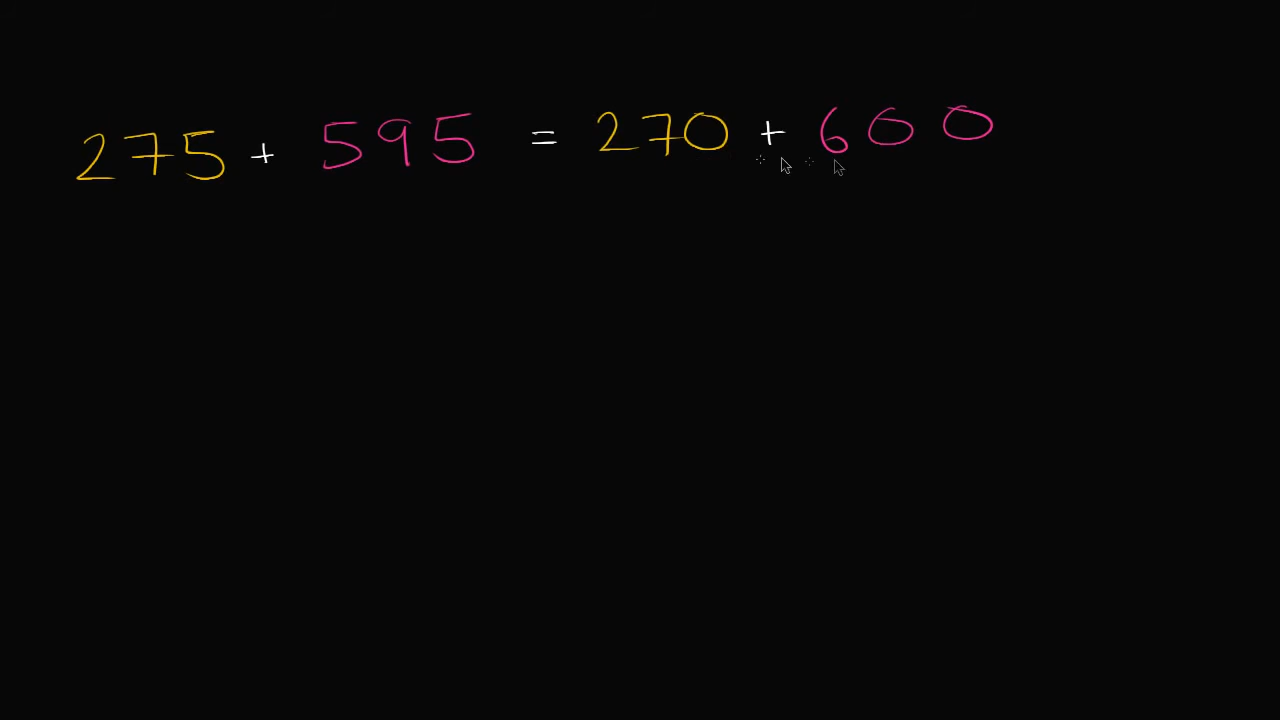 275 + 595 = 270 + 600